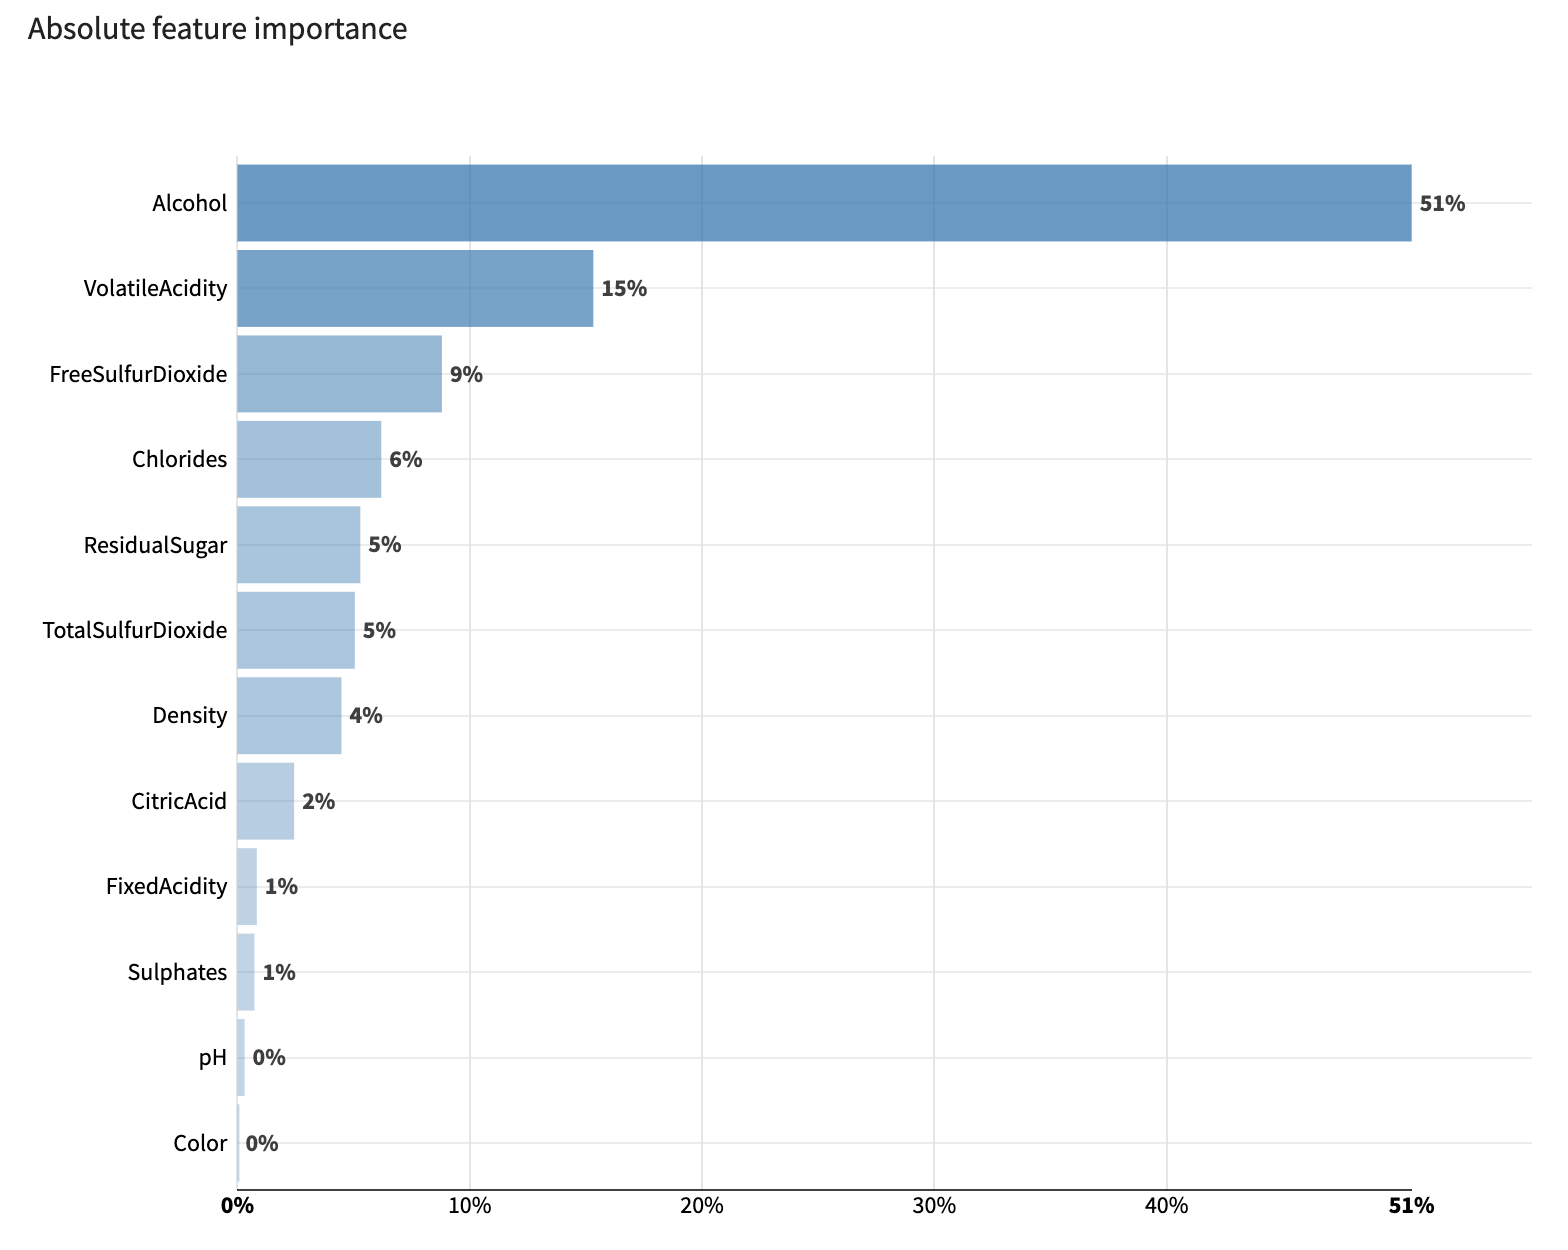 Absolute feature importance
Alcohol 51%
VolatileAcidity 15%
FreeSulfurDioxide 9%
Chlorides 6%
ResidualSugar 5%
TotalSulfurDioxide 5%
Density 4%
CitricAcid 2%
FixedAcidity 1%
Sulphates 1%
pH 0%
Color 0%
0% 10% 20% 30% 40% 51%